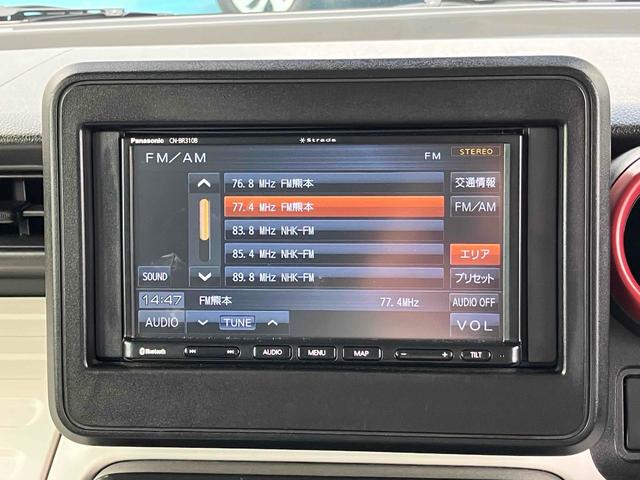 Panasonic CN-BR310B Strada
FM/AM FM STEREO
76.8 MHz FM熊本 交通情報
77.4 MHz FM熊本 FM/AM
83.8 MHz NHK-FM
85.4 MHz NHK-FM エリア
SOUND 89.8 MHz NHK-FM プリセット
14:47 FM熊本 77.4MHz AUDIO OFF
AUDIO TUNE VOL
Bluetooth AUDIO MENU MAP − + TILT